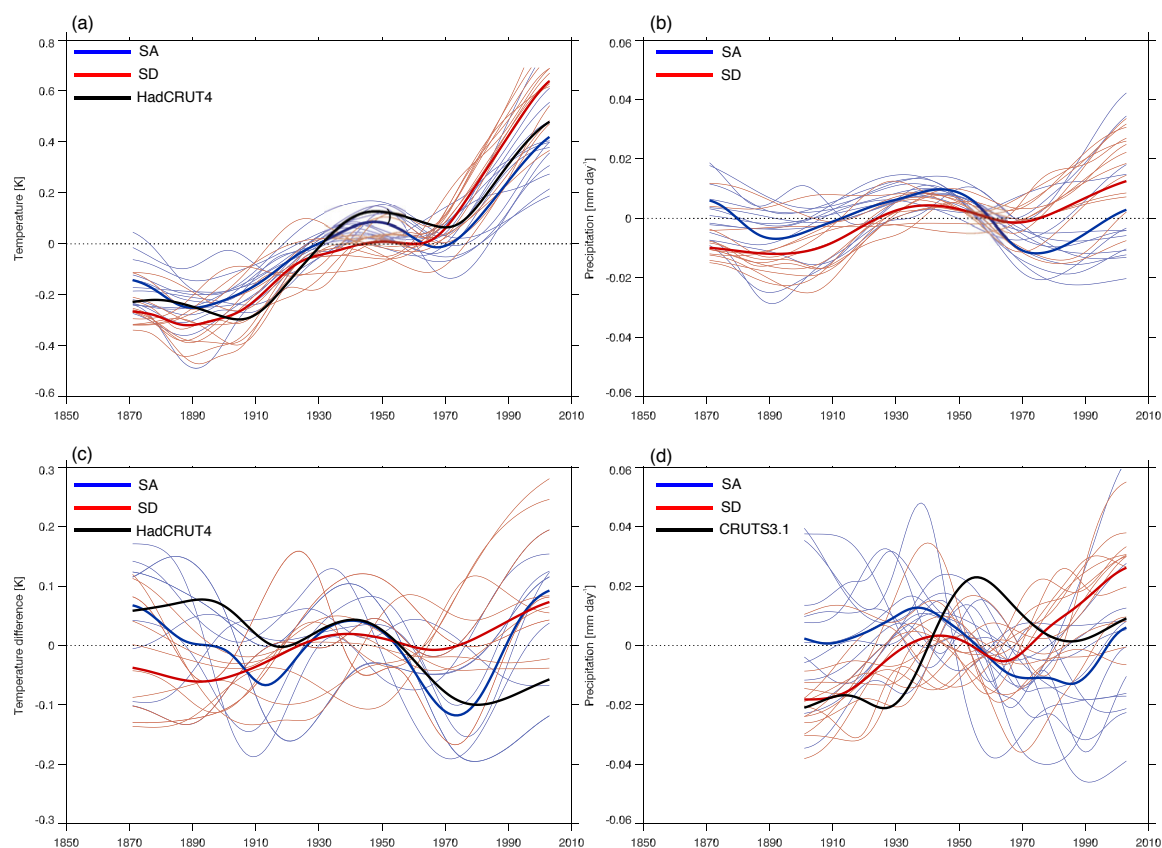 (a)
0.8
0.6
0.4
0.2
0
-0.2
-0.4
-0.6
Temperature [K]
SA
SD
HadCRUT4
1850 1870 1890 1910 1930 1950 1970 1990 2010
(b)
0.06
0.04
0.02
0
-0.02
-0.04
-0.06
Precipitation [mm day⁻¹]
SA
SD
1850 1870 1890 1910 1930 1950 1970 1990 2010
(c)
0.3
0.2
0.1
0
-0.1
-0.2
-0.3
Temperature difference [K]
SA
SD
HadCRUT4
1850 1870 1890 1910 1930 1950 1970 1990 2010
(d)
0.06
0.04
0.02
0
-0.02
-0.04
-0.06
Precipitation [mm day⁻¹]
SA
SD
CRUTS3.1
1850 1870 1890 1910 1930 1950 1970 1990 2010